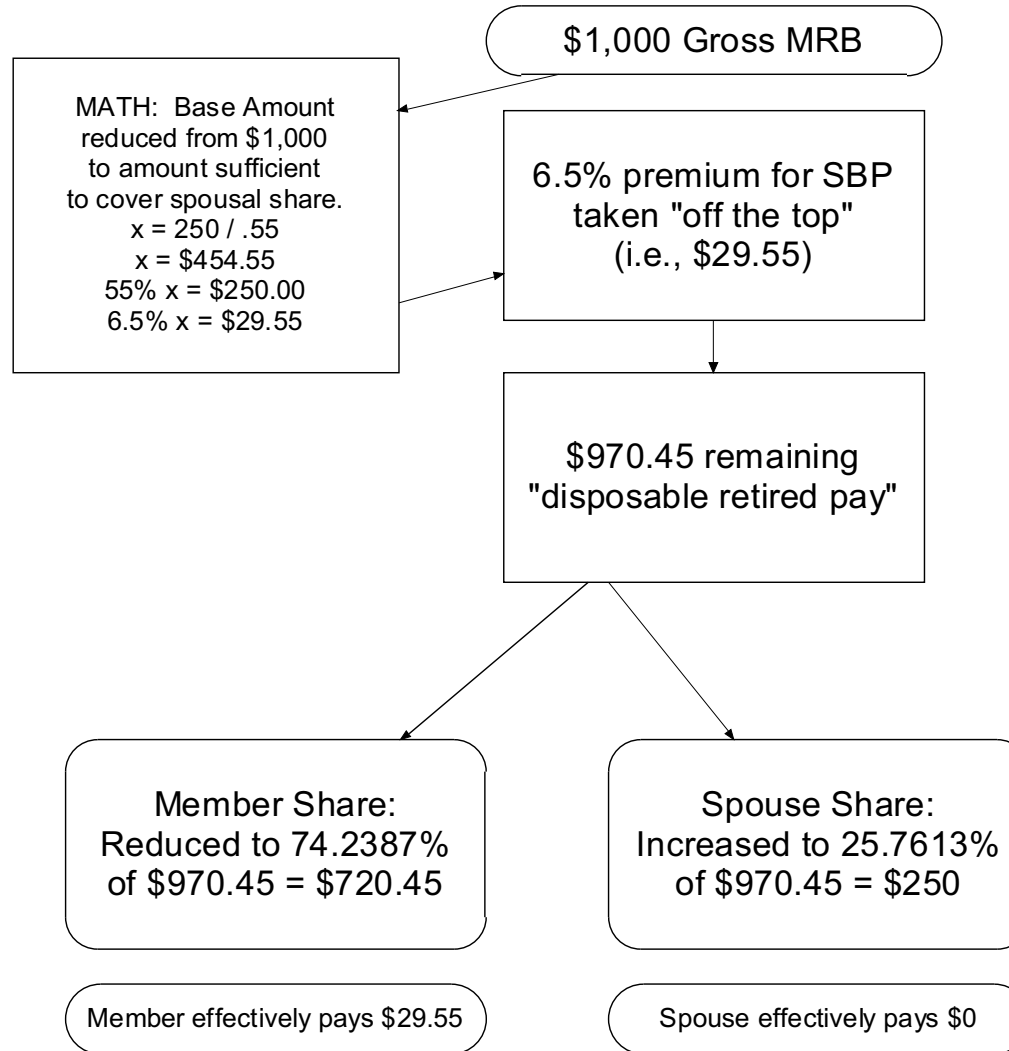 $1,000 Gross MRB
MATH:  Base Amount
reduced from $1,000
to amount sufficient
to cover spousal share.
x = 250 / .55
x = $454.55
55% x = $250.00
6.5% x = $29.55
6.5% premium for SBP
taken "off the top"
(i.e., $29.55)
$970.45 remaining
"disposable retired pay"
Member Share:
Reduced to 74.2387%
of $970.45 = $720.45
Spouse Share:
Increased to 25.7613%
of $970.45 = $250
Member effectively pays $29.55
Spouse effectively pays $0